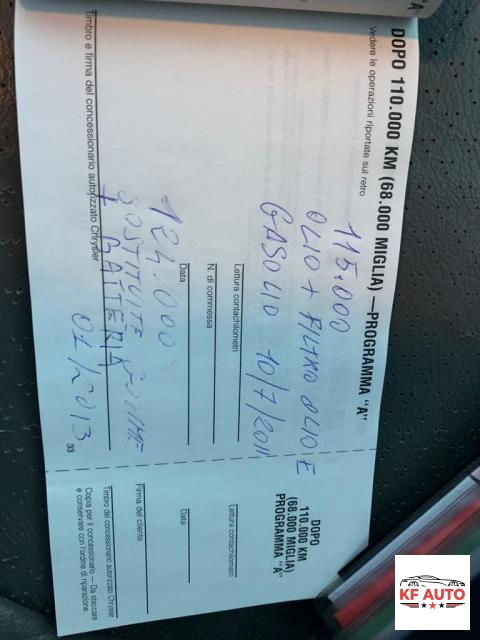 DOPO 110.000 KM (68.000 MIGLIA) — PROGRAMMA "A"
Vedere le operazioni riportate sul retro
115.000
OLIO + FILTRO OLIO E
GASOLIO 10/7/2011
Lettura contachilometri
N. di commessa
Data
124.000
SOSTITUITE
+ BATTERIA
01/2013
Timbro e firma del concessionario autorizzato Chrysler
33
DOPO
110.000 KM
(68.000 MIGLIA)
PROGRAMMA "A"
Lettura contachilometri
Data
Firma del cliente
Timbro del concessionario autorizzato Chrysler
Copia per il concessionario — Da staccare
e conservare con l'ordine di riparazione.
"A"
KF AUTO